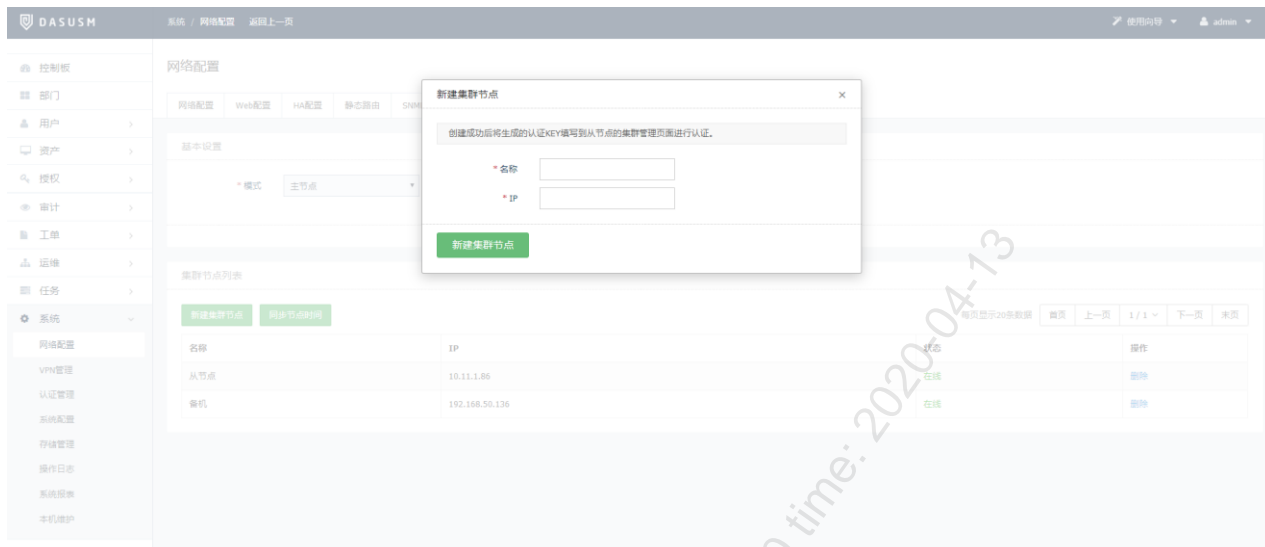 DASUSM
系统 / 网络配置 返回上一页
使用向导
admin
控制板
部门
用户
资产
授权
审计
工单
运维
任务
系统
网络配置
VPN管理
认证管理
系统配置
存储管理
操作日志
系统报表
本机维护
网络配置
网络配置 Web配置 HA配置 静态路由
基本设置
* 模式 主节点
新建集群节点 ×
创建成功后将生成的认证KEY填写到从节点的集群管理页面进行认证。
* 名称
* IP
新建集群节点
集群节点列表
新建集群节点 同步节点时间
每页显示20条数据 首页 上一页 1 / 1 下一页 末页
名称 IP 状态 操作
从节点 10.11.1.86 在线 删除
备机 192.168.50.136 在线 删除
time: 2020-04-13